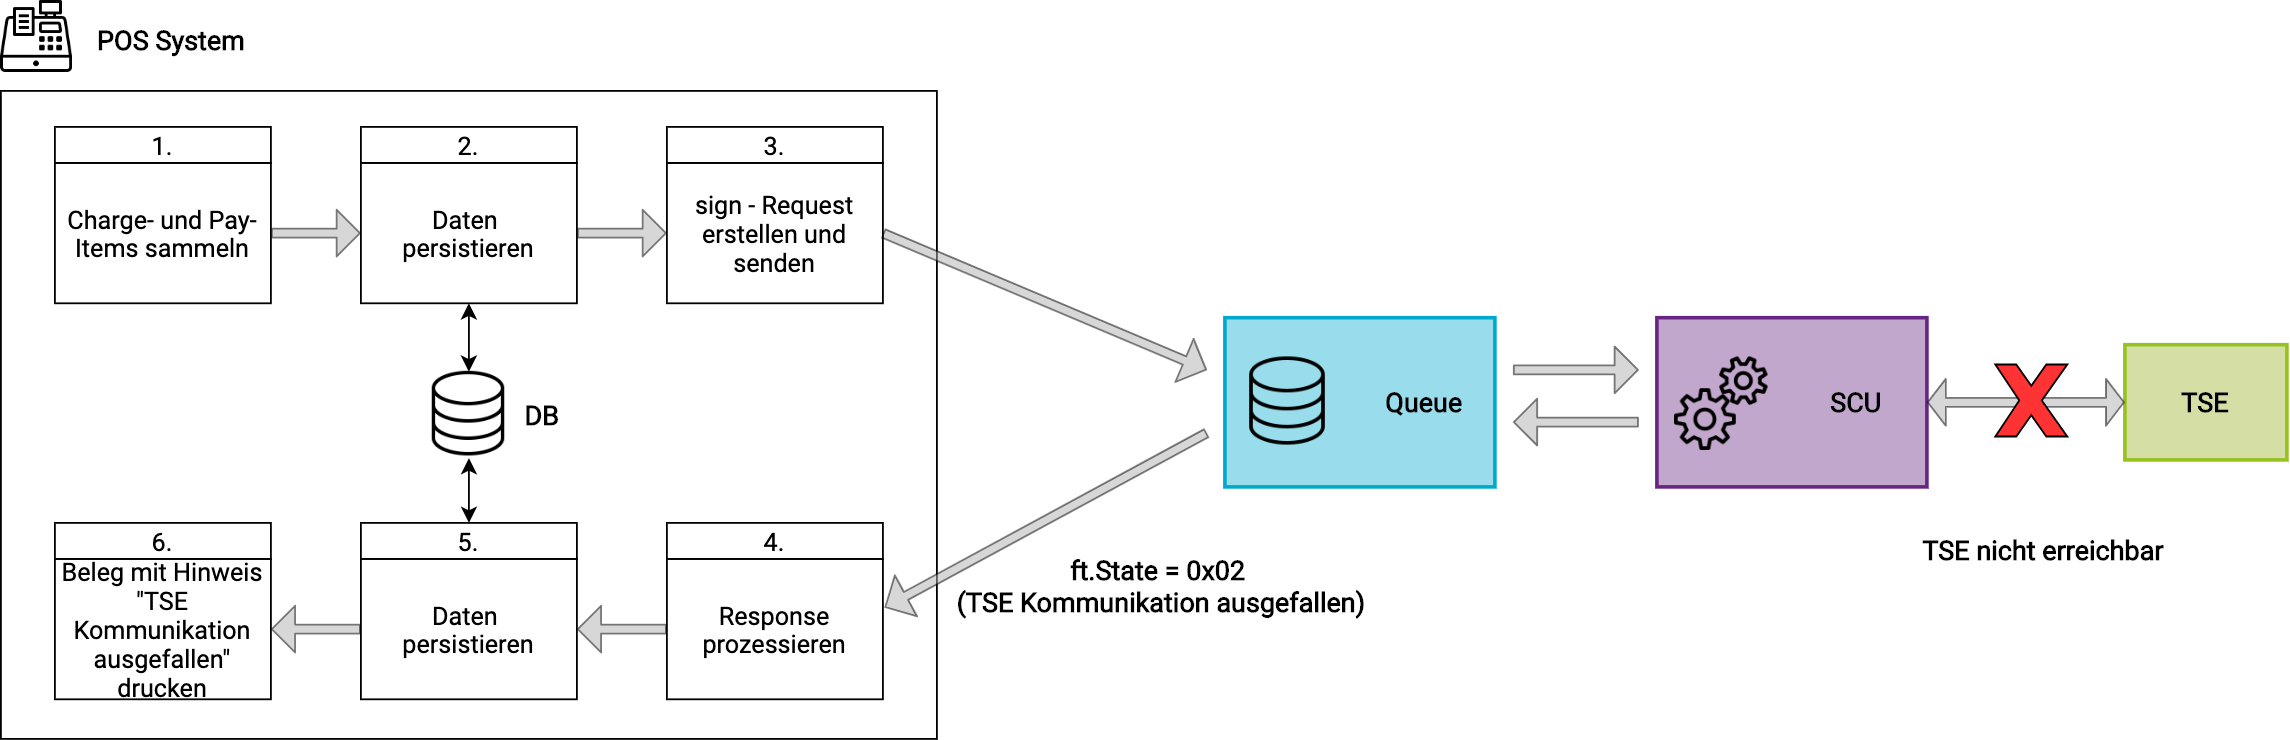 POS System
1.
Charge- und Pay-
Items sammeln
2.
Daten
persistieren
3.
sign - Request
erstellen und
senden
DB
Queue
SCU
TSE
TSE nicht erreichbar
ft.State = 0x02
(TSE Kommunikation ausgefallen)
4.
Response
prozessieren
5.
Daten
persistieren
6.
Beleg mit Hinweis
"TSE
Kommunikation
ausgefallen"
drucken